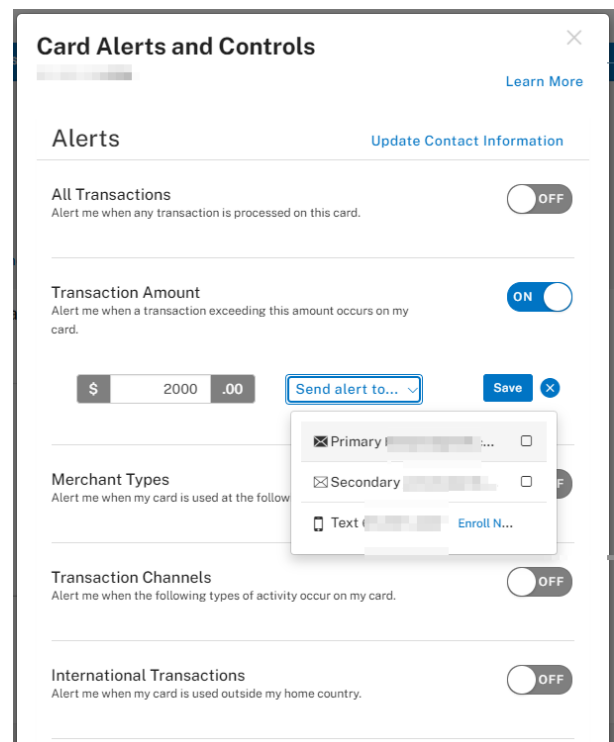 Card Alerts and Controls
Learn More
Alerts
Update Contact Information
All Transactions
Alert me when any transaction is processed on this card.
OFF
Transaction Amount
Alert me when a transaction exceeding this amount occurs on my
card.
ON
$ 2000 .00
Send alert to...
Save
Primary
Secondary
Text
Enroll N...
Merchant Types
Alert me when my card is used at the follow
Transaction Channels
Alert me when the following types of activity occur on my card.
OFF
International Transactions
Alert me when my card is used outside my home country.
OFF